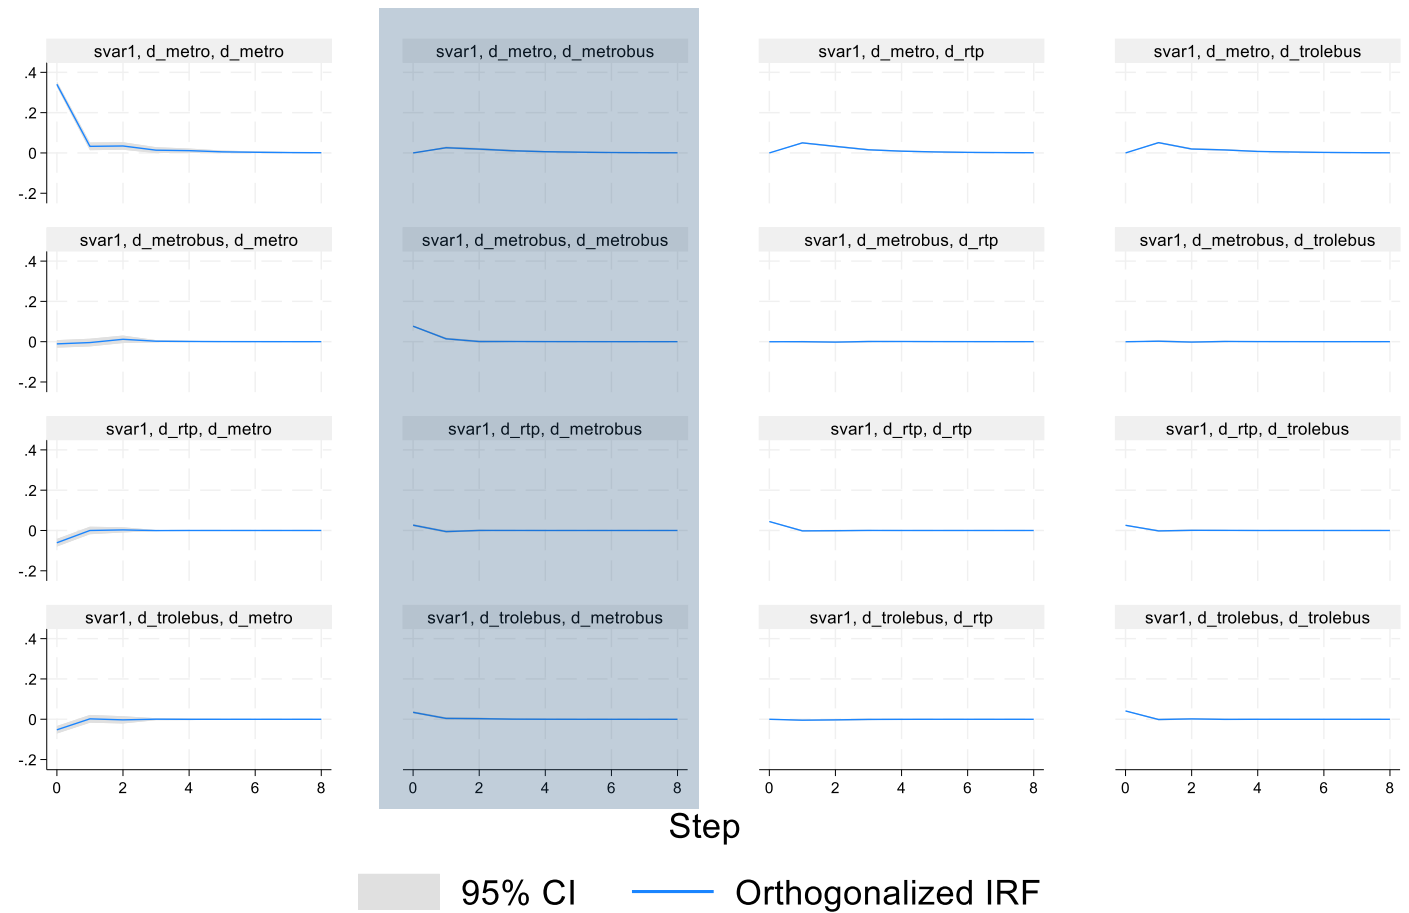 svar1, d_metro, d_metro
svar1, d_metro, d_metrobus
svar1, d_metro, d_rtp
svar1, d_metro, d_trolebus
.4
.2
0
-.2
svar1, d_metrobus, d_metro
svar1, d_metrobus, d_metrobus
svar1, d_metrobus, d_rtp
svar1, d_metrobus, d_trolebus
.4
.2
0
-.2
svar1, d_rtp, d_metro
svar1, d_rtp, d_metrobus
svar1, d_rtp, d_rtp
svar1, d_rtp, d_trolebus
.4
.2
0
-.2
svar1, d_trolebus, d_metro
svar1, d_trolebus, d_metrobus
svar1, d_trolebus, d_rtp
svar1, d_trolebus, d_trolebus
.4
.2
0
-.2
0 2 4 6 8
0 2 4 6 8
0 2 4 6 8
0 2 4 6 8
Step
95% CI
Orthogonalized IRF